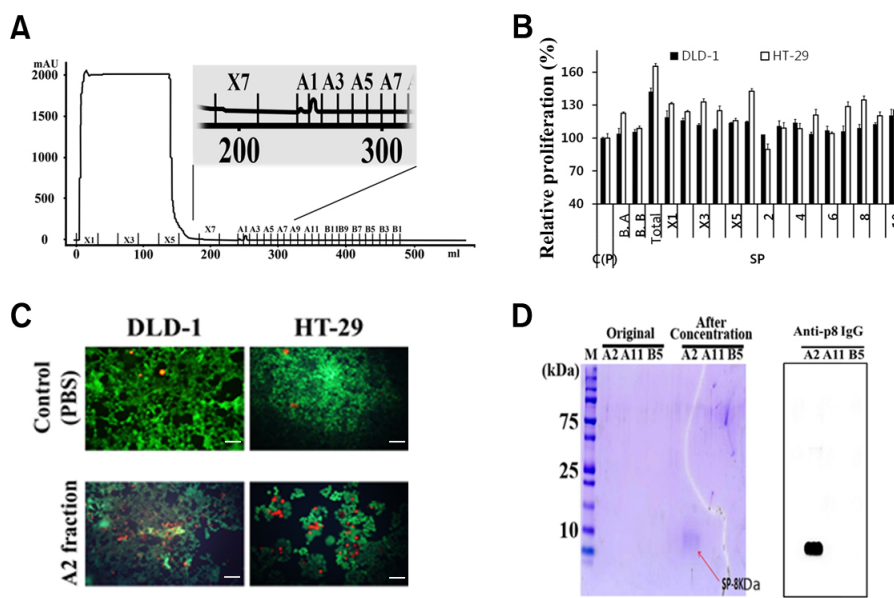 A
mAU
2000
1500
1000
500
0
X7
A1 A3 A5 A7
200
300
X1
X3
X5
X7
A1 A3 A5 A7 A9 A11 B11B9 B7 B5 B3 B1
0
100
200
300
400
500
ml
B
Relative proliferation (%)
DLD-1
HT-29
160
130
100
70
40
C(P)
B. A
B. B
Total
X1
X3
X5
2
4
6
8
SP
C
DLD-1
HT-29
Control
(PBS)
A2 fraction
D
Original
After
Concentration
Anti-p8 IgG
M
A2 A11 B5
A2 A11 B5
A2 A11 B5
(kDa)
75
25
10
SP-8KDa